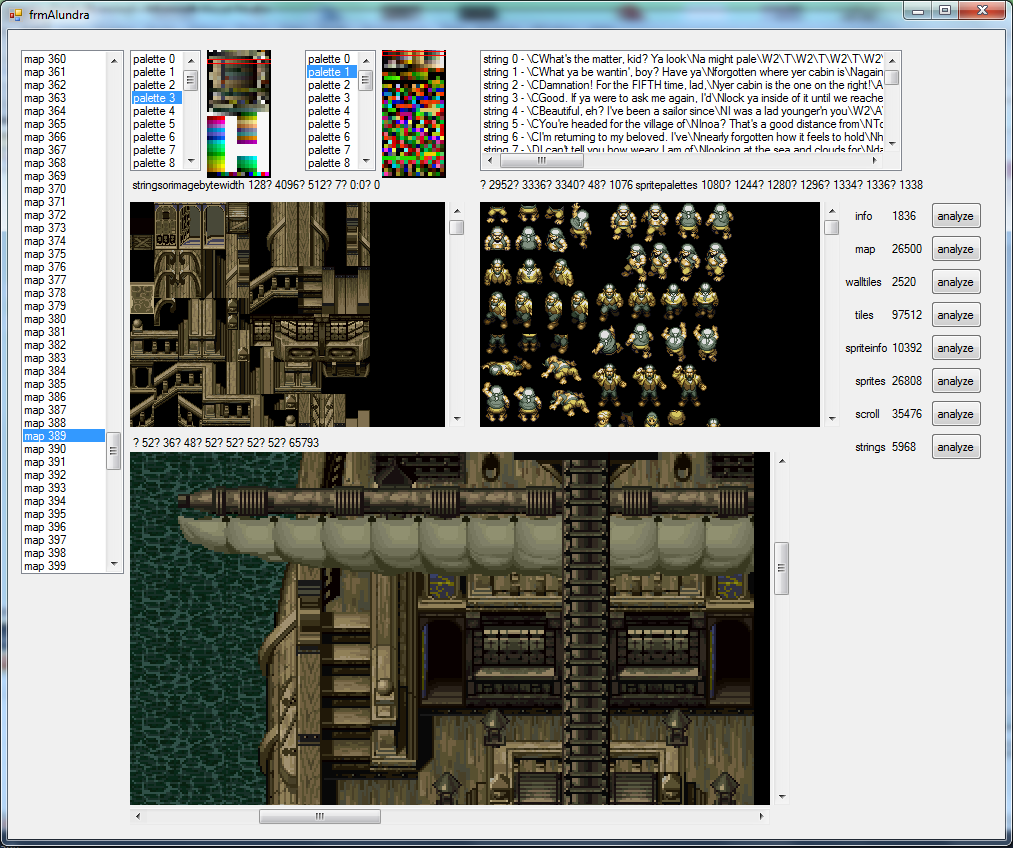 frmAlundra
map 360
map 361
map 362
map 363
map 364
map 365
map 366
map 367
map 368
map 369
map 370
map 371
map 372
map 373
map 374
map 375
map 376
map 377
map 378
map 379
map 380
map 381
map 382
map 383
map 384
map 385
map 386
map 387
map 388
map 389
map 390
map 391
map 392
map 393
map 394
map 395
map 396
map 397
map 398
map 399
palette 0
palette 1
palette 2
palette 3
palette 4
palette 5
palette 6
palette 7
palette 8
palette 0
palette 1
palette 2
palette 3
palette 4
palette 5
palette 6
palette 7
palette 8
string 0 - \CWhat's the matter, kid? Ya look\Na might pale\W2\T\W2\T\W2\T\W2\
string 1 - \CWhat ya be wantin', boy? Have ya\Nforgotten where yer cabin is\Nagain
string 2 - \CDamnation! For the FIFTH time, lad,\Nyer cabin is the one on the right!\A
string 3 - \CGood. If ya were to ask me again, I'd\Nlock ya inside of it until we reache
string 4 - \CBeautiful, eh? I've been a sailor since\NI was a lad younger'n you\W2\A
string 5 - \CYou're headed for the village of\NInoa? That's a good distance from\NTo
string 6 - \CI'm returning to my beloved. I've\Nnearly forgotten how it feels to hold\Nh
string 7 - \CI can't tell you how weary I am of\Nlooking at the sea and clouds for\Nda
stringsorimagebytewidth 128? 4096? 512? 7? 0:0? 0
? 2952? 3336? 3340? 48? 1076 spritepalettes 1080? 1244? 1280? 1296? 1334? 1336? 1338
info 1836 analyze
map 26500 analyze
walltiles 2520 analyze
tiles 97512 analyze
spriteinfo 10392 analyze
sprites 26808 analyze
scroll 35476 analyze
strings 5968 analyze
? 52? 36? 48? 52? 52? 52? 52? 65793